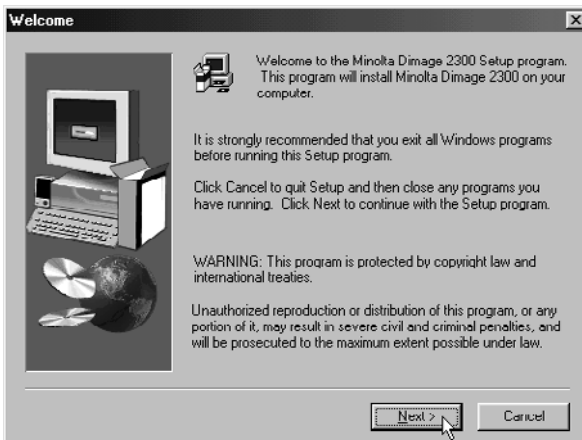 Welcome
Welcome to the Minolta Dimage 2300 Setup program.
This program will install Minolta Dimage 2300 on your
computer.
It is strongly recommended that you exit all Windows programs
before running this Setup program.
Click Cancel to quit Setup and then close any programs you
have running. Click Next to continue with the Setup program.
WARNING: This program is protected by copyright law and
international treaties.
Unauthorized reproduction or distribution of this program, or any
portion of it, may result in severe civil and criminal penalties, and
will be prosecuted to the maximum extent possible under law.
Next >
Cancel